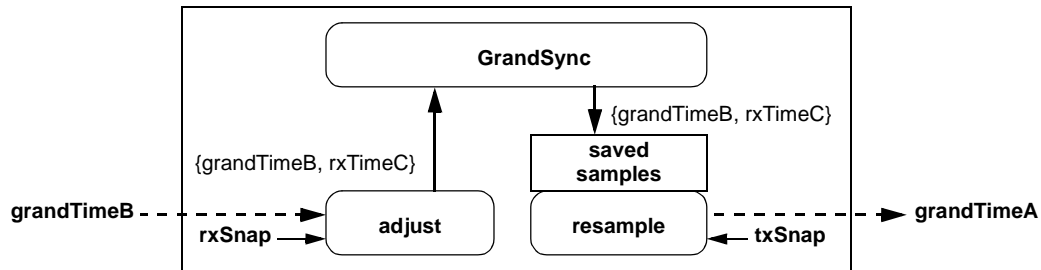 GrandSync
{grandTimeB, rxTimeC}
saved
samples
{grandTimeB, rxTimeC}
grandTimeB
adjust
resample
grandTimeA
rxSnap
txSnap